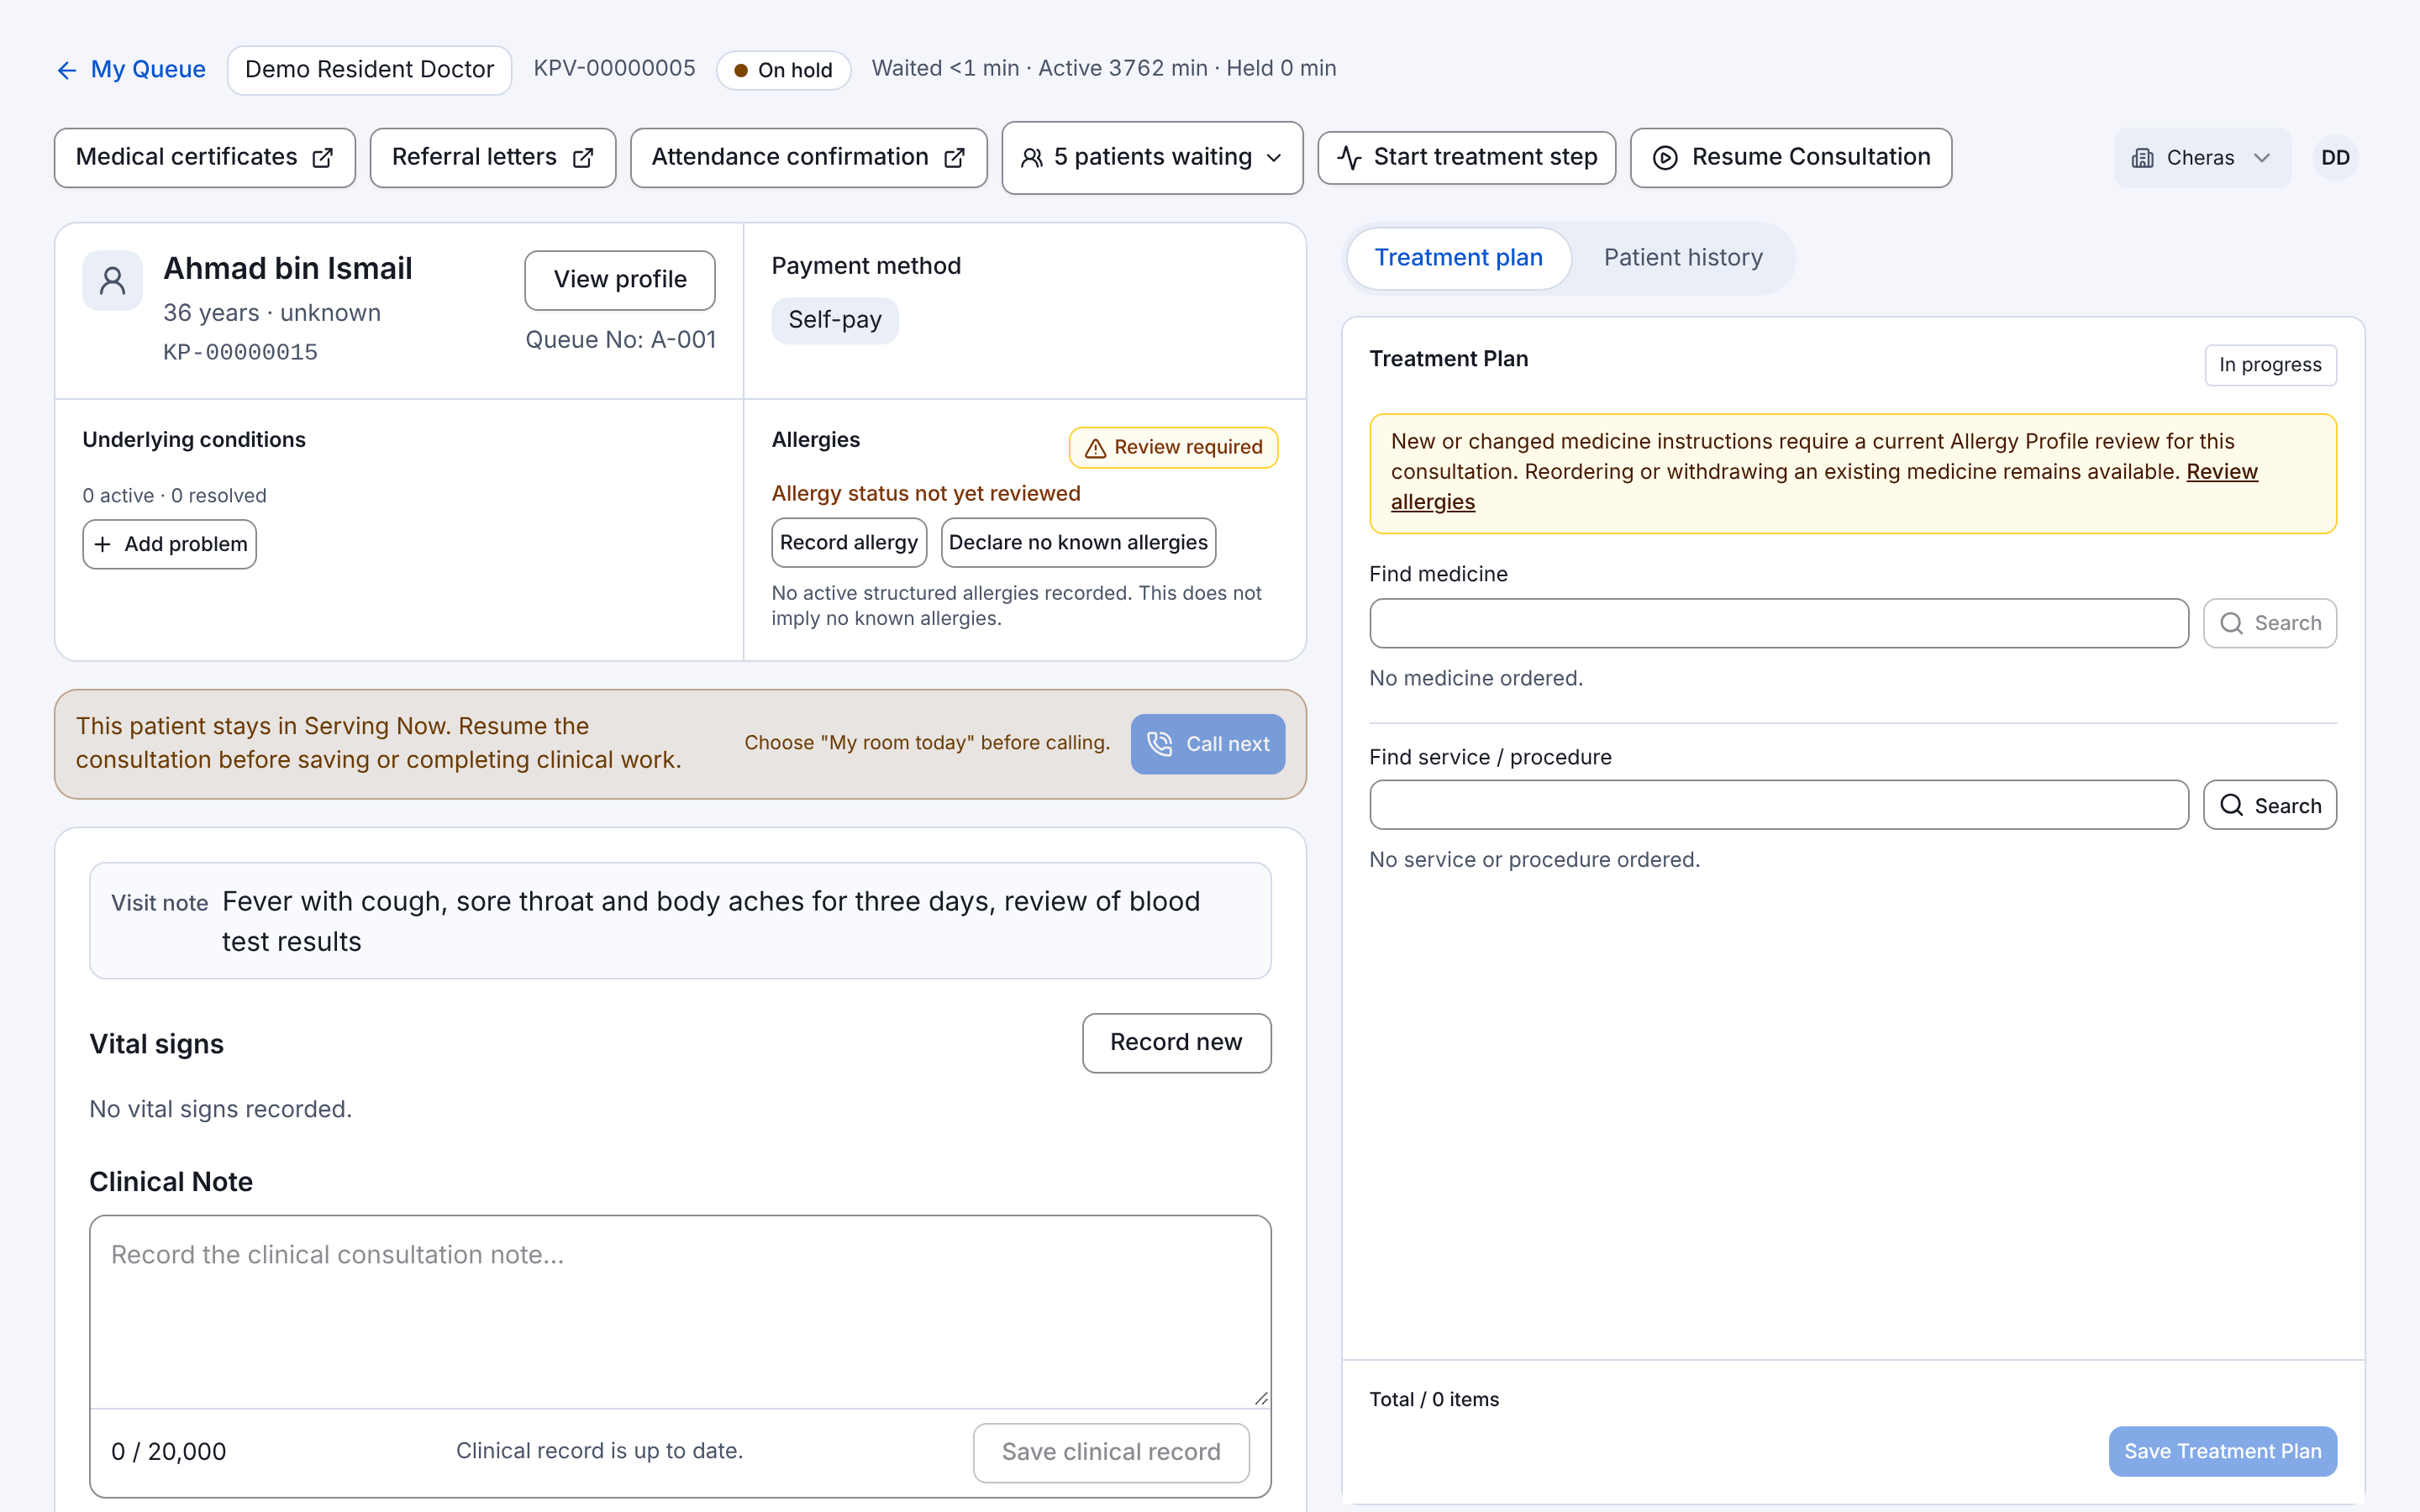 My Queue
Demo Resident Doctor
KPV-00000005
On hold
Waited <1 min · Active 3762 min · Held 0 min
Medical certificates
Referral letters
Attendance confirmation
5 patients waiting
Start treatment step
Resume Consultation
Cheras
DD
Ahmad bin Ismail
36 years · unknown
KP-00000015
View profile
Queue No: A-001
Payment method
Self-pay
Underlying conditions
0 active · 0 resolved
Add problem
Allergies
Review required
Allergy status not yet reviewed
Record allergy
Declare no known allergies
No active structured allergies recorded. This does not
imply no known allergies.
This patient stays in Serving Now. Resume the
consultation before saving or completing clinical work.
Choose "My room today" before calling.
Call next
Visit note
Fever with cough, sore throat and body aches for three days, review of blood
test results
Vital signs
Record new
No vital signs recorded.
Clinical Note
Record the clinical consultation note...
0 / 20,000
Clinical record is up to date.
Save clinical record
Treatment plan
Patient history
Treatment Plan
In progress
New or changed medicine instructions require a current Allergy Profile review for this
consultation. Reordering or withdrawing an existing medicine remains available. Review
allergies
Find medicine
Search
No medicine ordered.
Find service / procedure
Search
No service or procedure ordered.
Total / 0 items
Save Treatment Plan